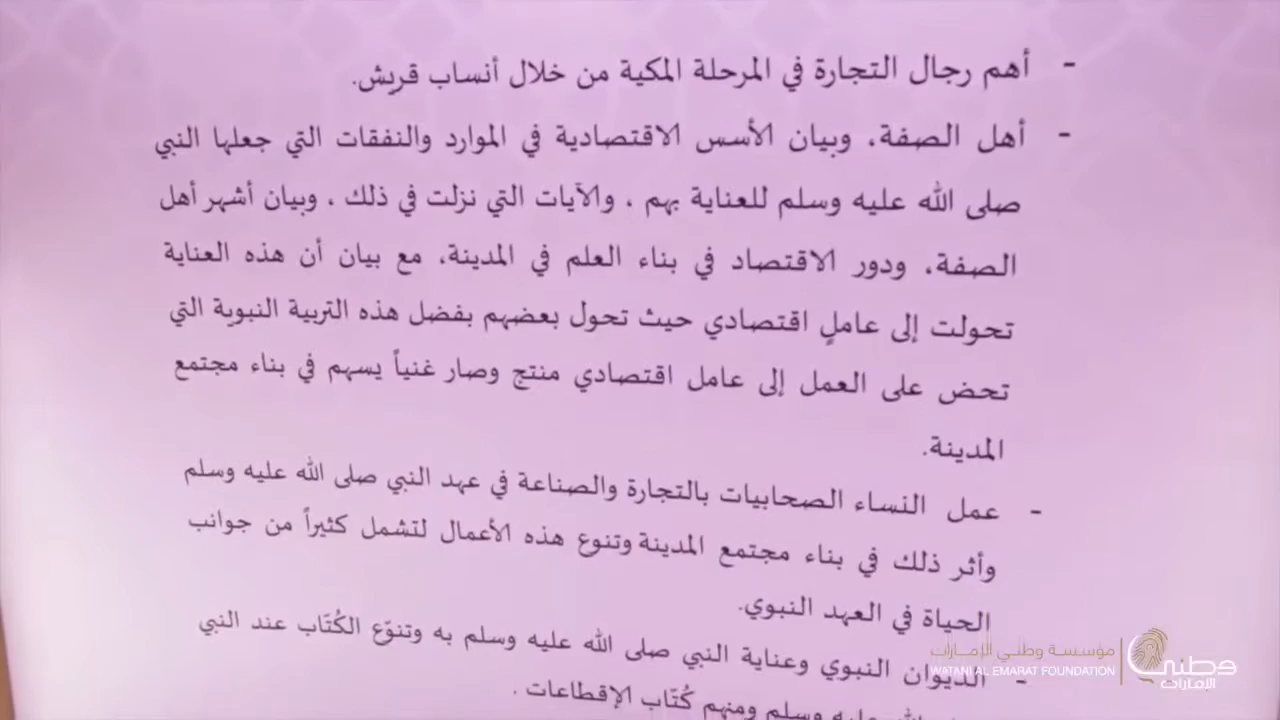 - أهم رجال التجارة في المرحلة المكية من خلال أنساب قريش.
- أهل الصفة، وبيان الأسس الاقتصادية في الموارد والنفقات التي جعلها النبي
صلى الله عليه وسلم للعناية بهم ، والآيات التي نزلت في ذلك ، وبيان أشهر أهل
الصفة، ودور الاقتصاد في بناء العلم في المدينة، مع بيان أن هذه العناية
تحولت إلى عاملٍ اقتصادي حيث تحول بعضهم بفضل هذه التربية النبوية التي
تحض على العمل إلى عامل اقتصادي منتج وصار غنياً يسهم في بناء مجتمع
المدينة.
- عمل النساء الصحابيات بالتجارة والصناعة في عهد النبي صلى الله عليه وسلم
وأثر ذلك في بناء مجتمع المدينة وتنوع هذه الأعمال لتشمل كثيراً من جوانب
الحياة في العهد النبوي.
- الديوان النبوي وعناية النبي صلى الله عليه وسلم به وتنوّع الكُتّاب عند النبي
الله عليه وسلم ومنهم كُتّاب الإقطاعات .
مؤسسة وطني الإمارات
WATANI AL EMARAT FOUNDATION
وطني
الإمارات